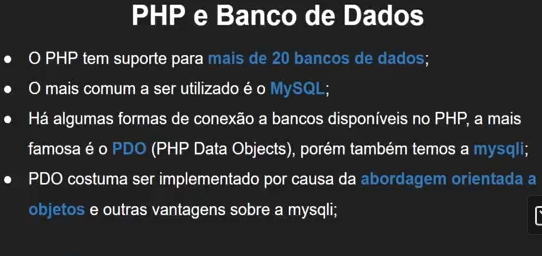 PHP e Banco de Dados
● O PHP tem suporte para mais de 20 bancos de dados;
● O mais comum a ser utilizado é o MySQL;
● Há algumas formas de conexão a bancos disponíveis no PHP, a mais
famosa é o PDO (PHP Data Objects), porém também temos a mysqli;
● PDO costuma ser implementado por causa da abordagem orientada a
objetos e outras vantagens sobre a mysqli;